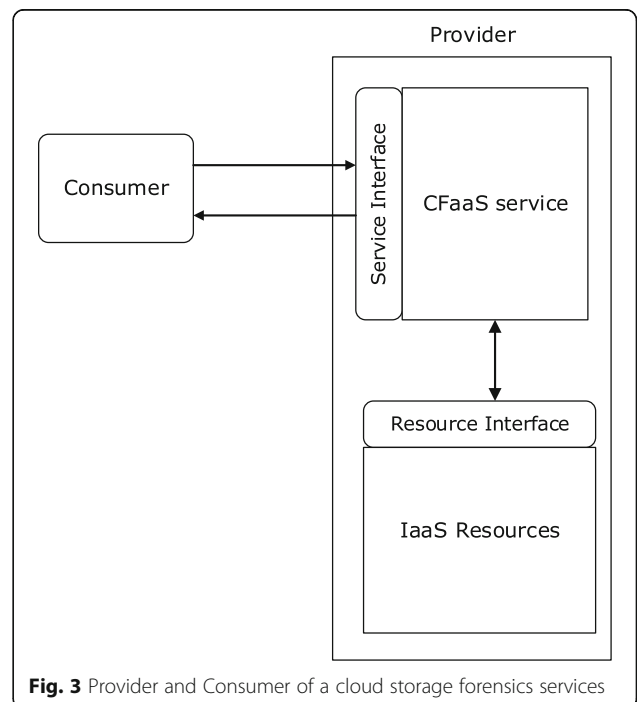 Provider
Consumer
Service Interface
CFaaS service
Resource Interface
IaaS Resources
Fig. 3 Provider and Consumer of a cloud storage forensics services